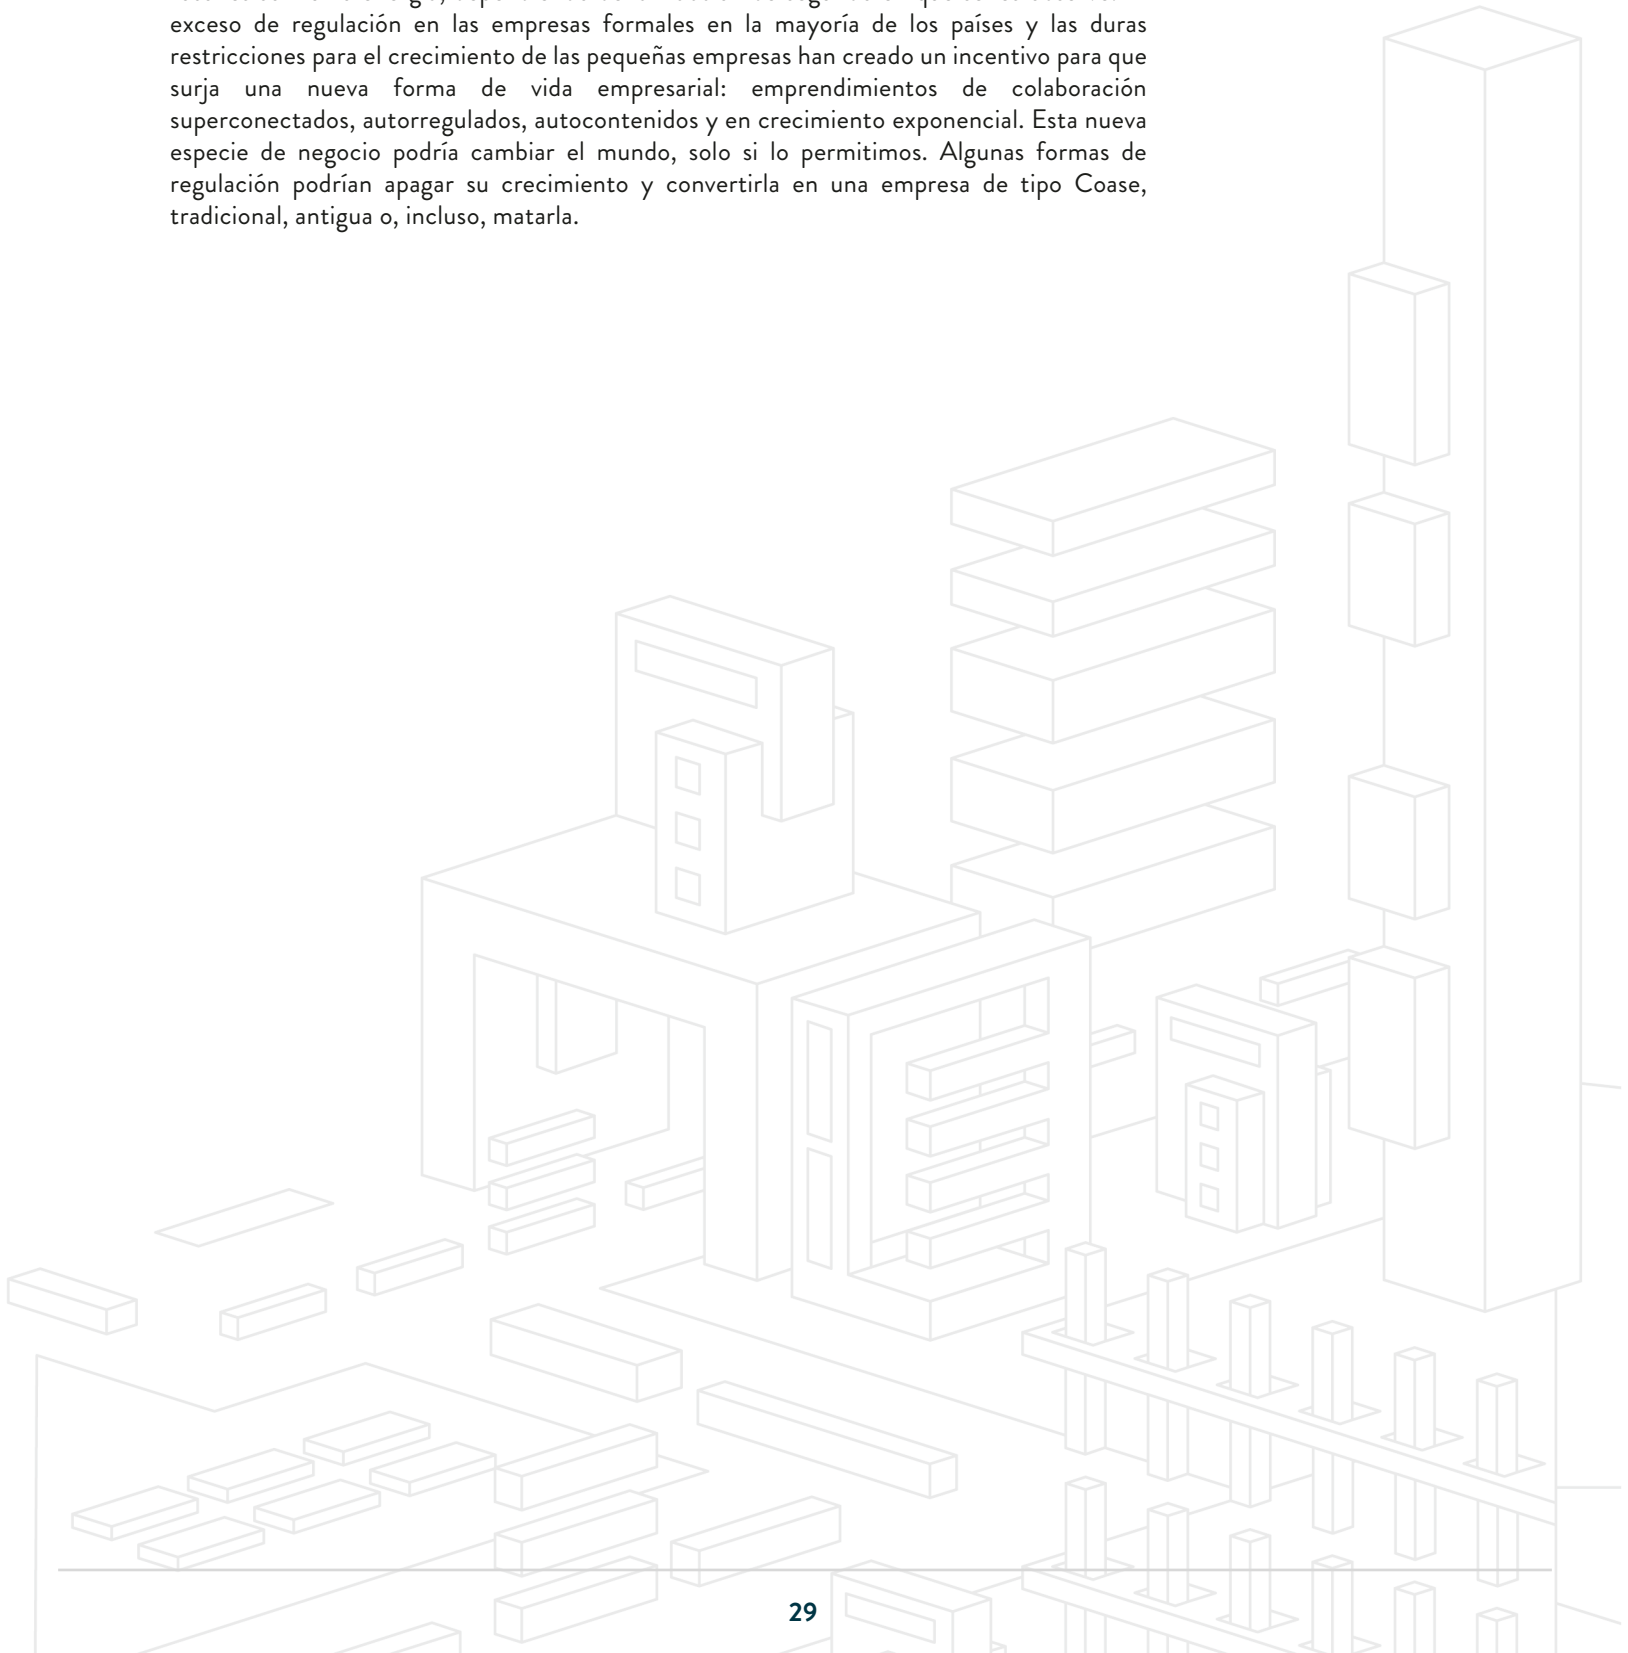 exceso de regulación en las empresas formales en la mayoría de los países y las duras
restricciones para el crecimiento de las pequeñas empresas han creado un incentivo para que
surja una nueva forma de vida empresarial: emprendimientos de colaboración
superconectados, autorregulados, autocontenidos y en crecimiento exponencial. Esta nueva
especie de negocio podría cambiar el mundo, solo si lo permitimos. Algunas formas de
regulación podrían apagar su crecimiento y convertirla en una empresa de tipo Coase,
tradicional, antigua o, incluso, matarla.
29